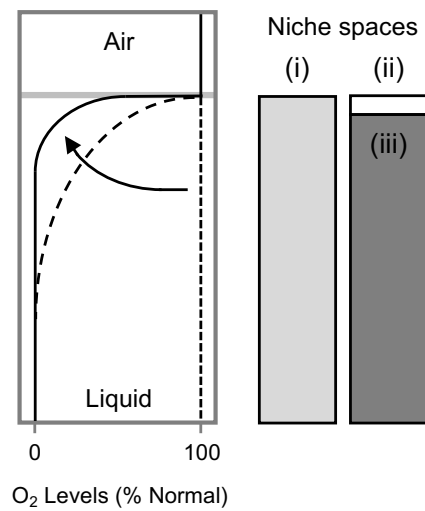 Air
Niche spaces
(i)
(ii)
(iii)
Liquid
0
100
O₂ Levels (% Normal)